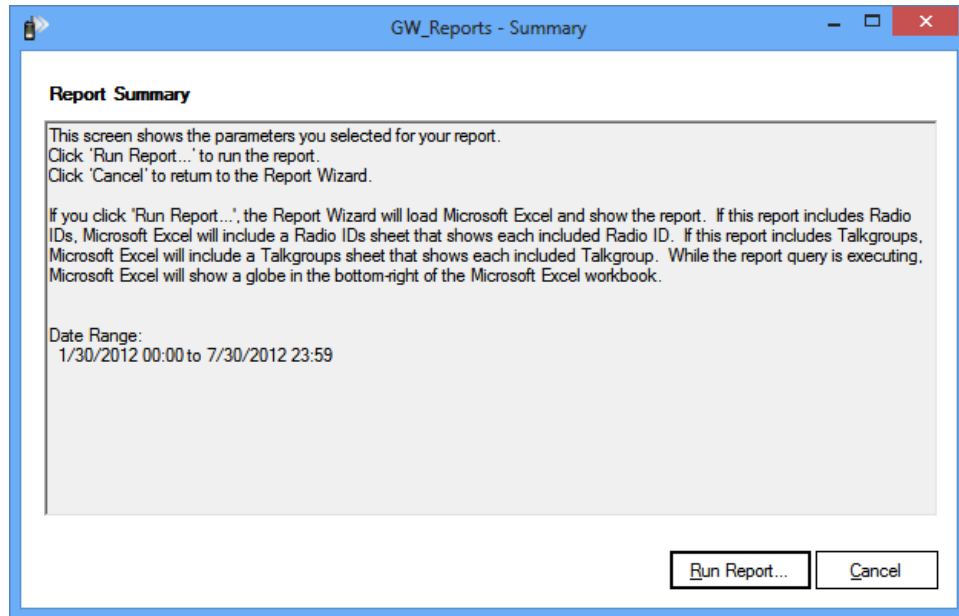 GW_Reports - Summary
Report Summary
This screen shows the parameters you selected for your report.
Click 'Run Report...' to run the report.
Click 'Cancel' to return to the Report Wizard.
If you click 'Run Report...', the Report Wizard will load Microsoft Excel and show the report.  If this report includes Radio
IDs, Microsoft Excel will include a Radio IDs sheet that shows each included Radio ID.  If this report includes Talkgroups,
Microsoft Excel will include a Talkgroups sheet that shows each included Talkgroup.  While the report query is executing,
Microsoft Excel will show a globe in the bottom-right of the Microsoft Excel workbook.
Date Range:
1/30/2012 00:00 to 7/30/2012 23:59
Run Report...
Cancel